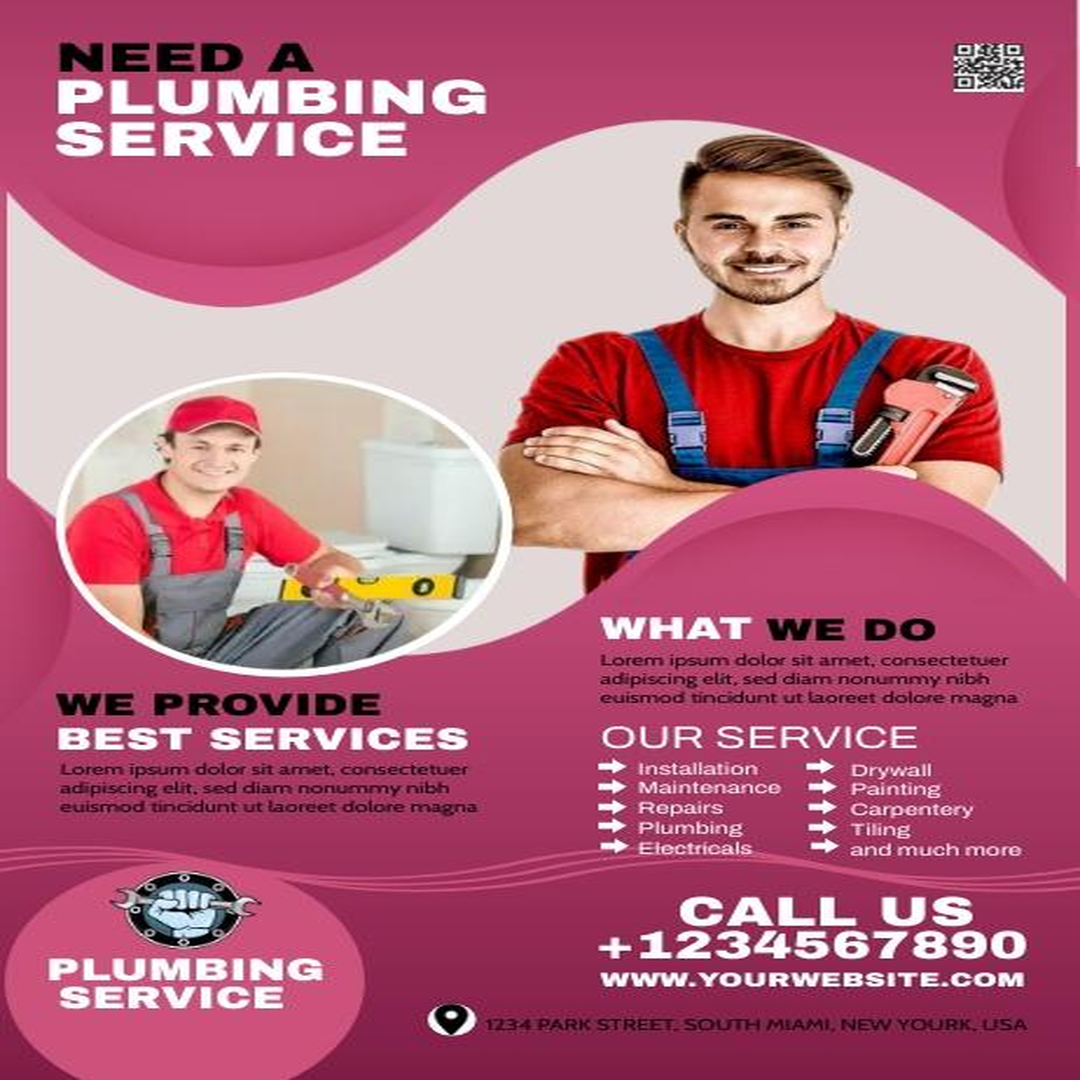 NEED A
PLUMBING
SERVICE
WHAT WE DO
Lorem ipsum dolor sit amet, consectetuer
adipiscing elit, sed diam nonummy nibh
euismod tincidunt ut laoreet dolore magna
WE PROVIDE
BEST SERVICES
Lorem ipsum dolor sit amet, consectetuer
adipiscing elit, sed diam nonummy nibh
euismod tincidunt ut laoreet dolore magna
OUR SERVICE
Installation
Maintenance
Repairs
Plumbing
Electricals
Drywall
Painting
Carpentery
Tiling
and much more
PLUMBING
SERVICE
CALL US
+1234567890
WWW.YOURWEBSITE.COM
1234 PARK STREET, SOUTH MIAMI, NEW YOURK, USA